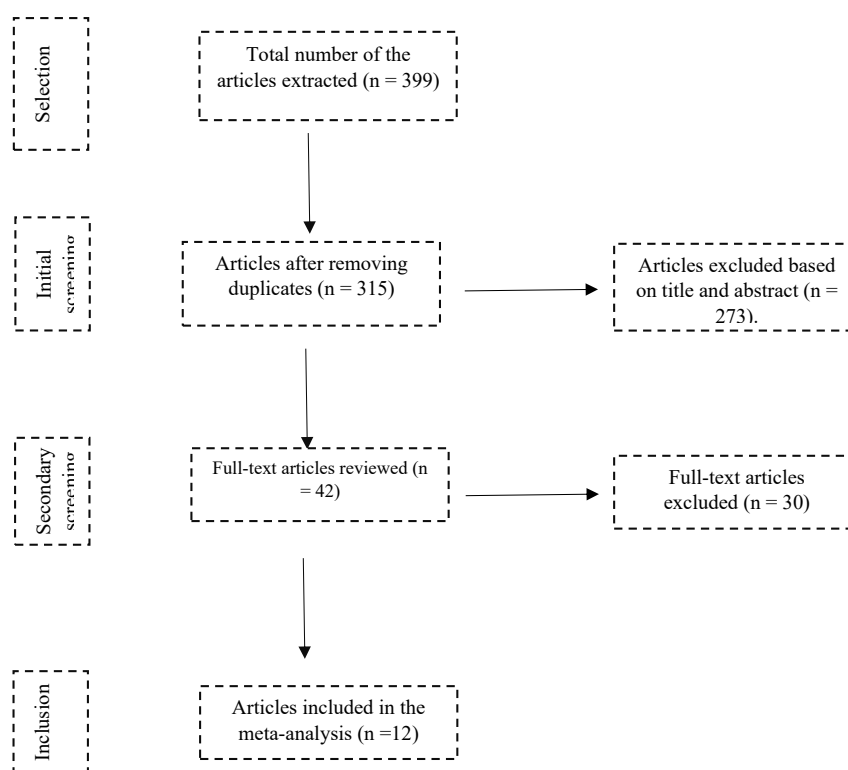 Selection
Total number of the
articles extracted (n = 399)
Initial
screening
Articles after removing
duplicates (n = 315)
Articles excluded based
on title and abstract (n =
273).
Secondary
screening
Full-text articles reviewed (n
= 42)
Full-text articles
excluded (n = 30)
Inclusion
Articles included in the
meta-analysis (n =12)